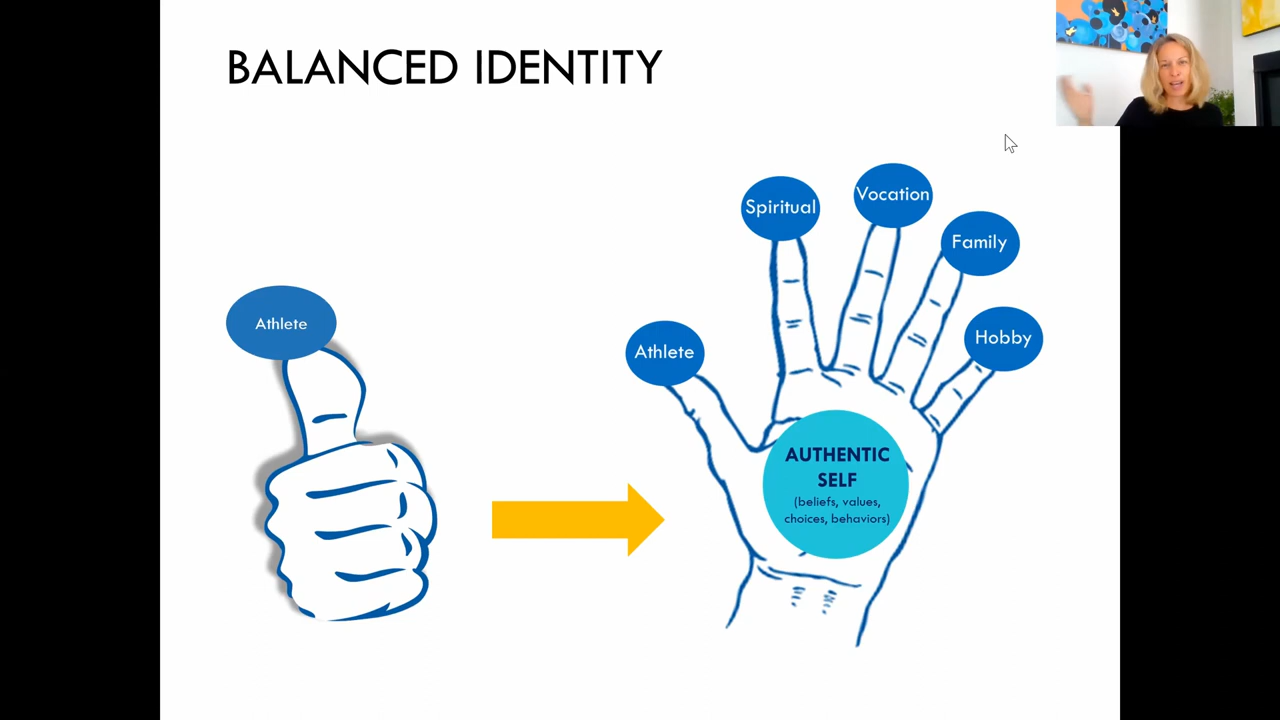 BALANCED IDENTITY
Athlete
Athlete
Spiritual
Vocation
Family
Hobby
AUTHENTIC
SELF
(beliefs, values,
choices, behaviors)